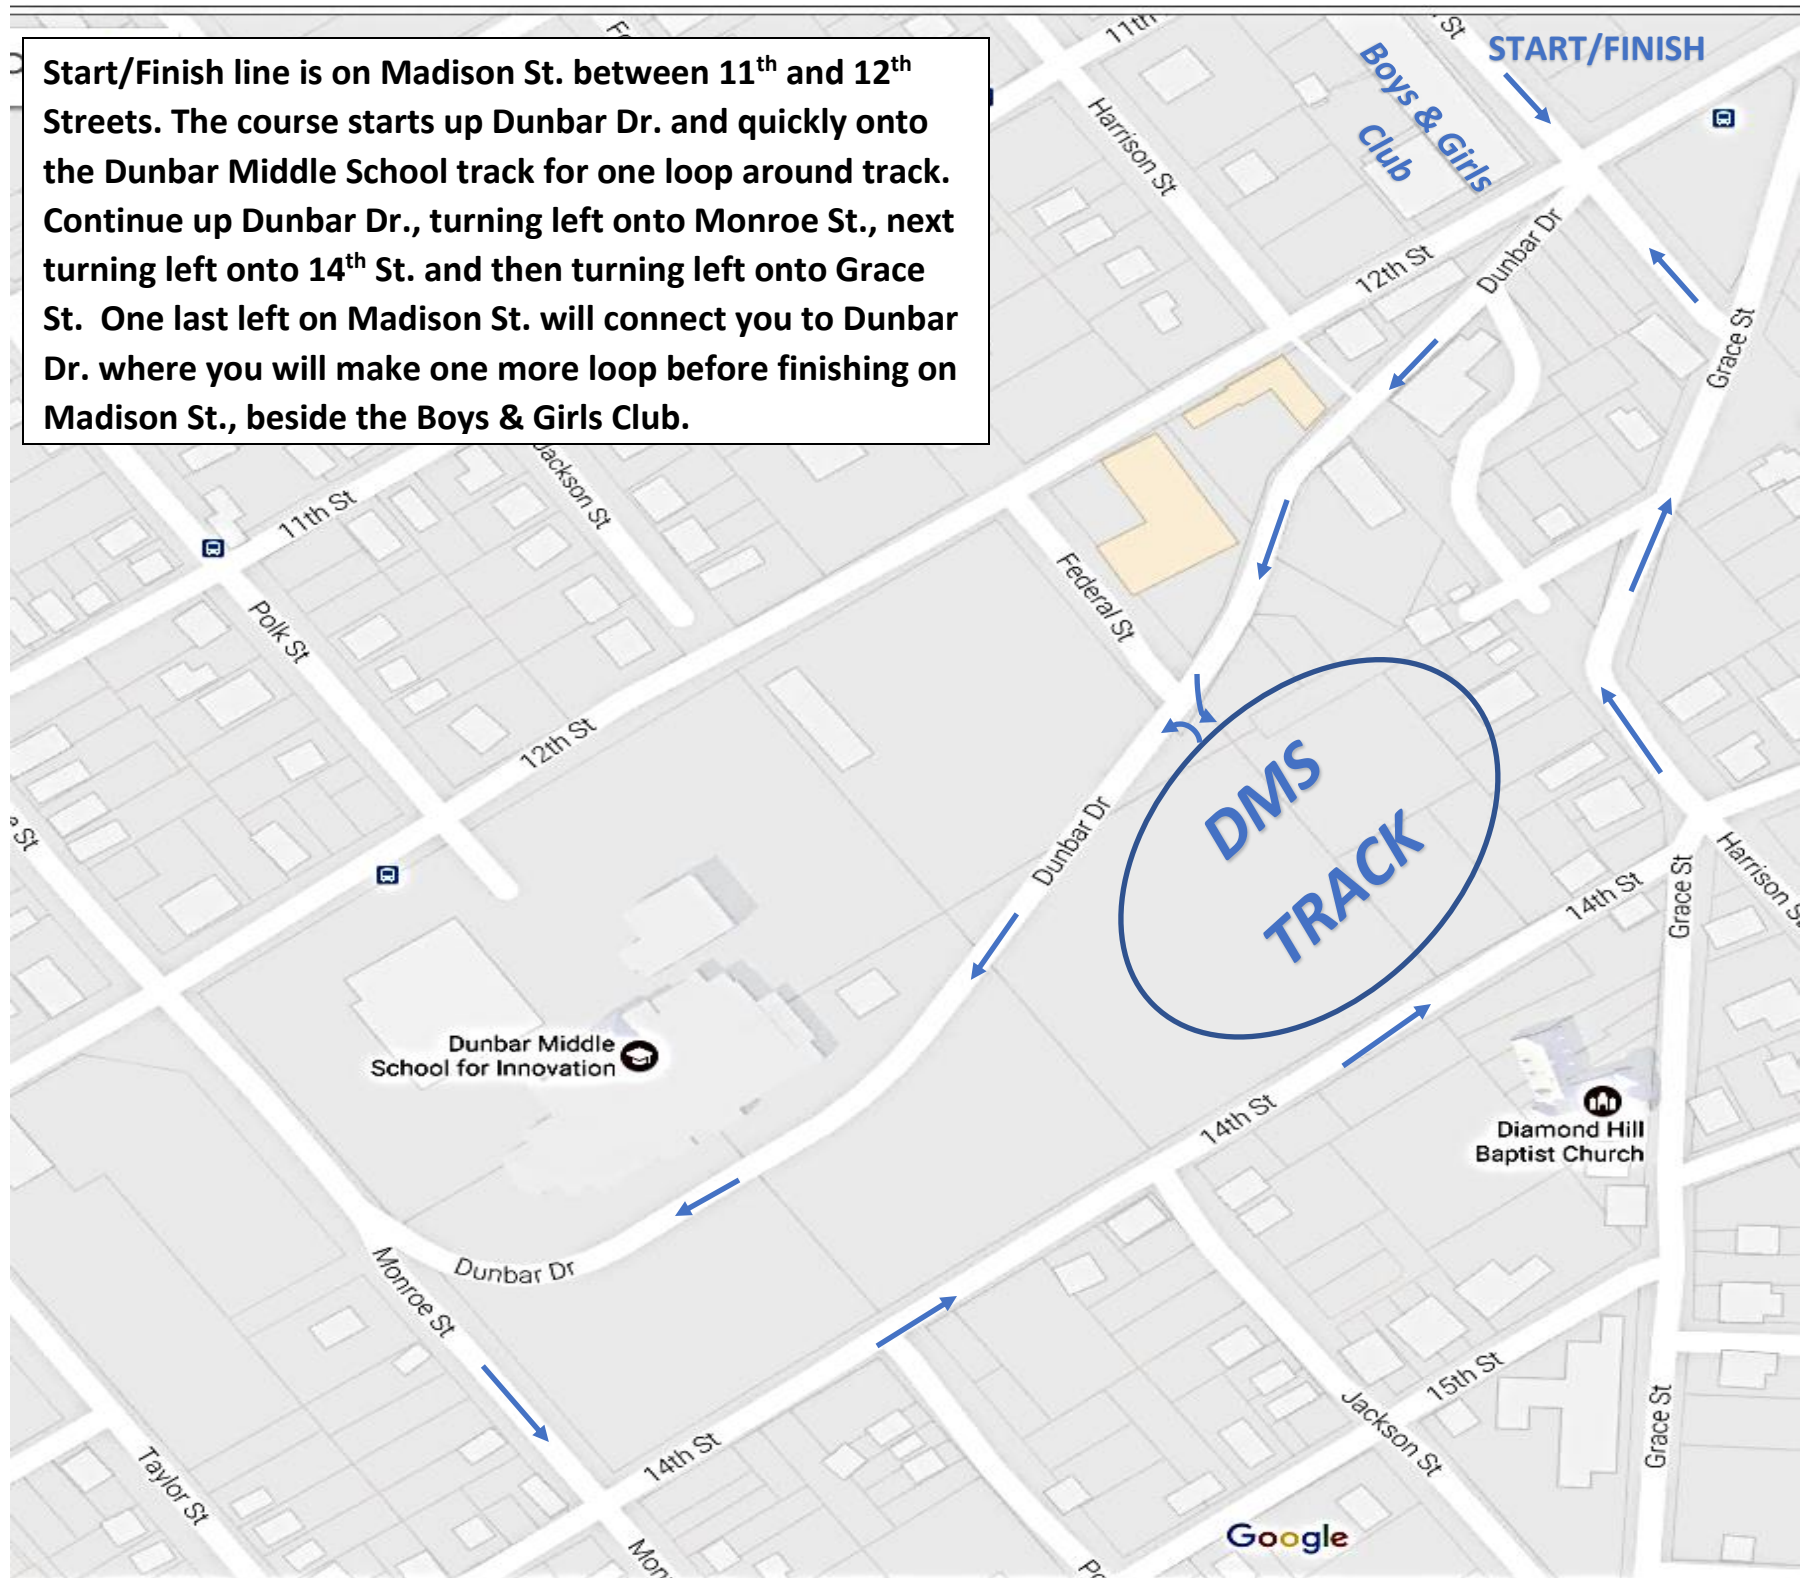 Start/Finish line is on Madison St. between 11th and 12th
Streets. The course starts up Dunbar Dr. and quickly onto
the Dunbar Middle School track for one loop around track.
Continue up Dunbar Dr., turning left onto Monroe St., next
turning left onto 14th St. and then turning left onto Grace
St. One last left on Madison St. will connect you to Dunbar
Dr. where you will make one more loop before finishing on
Madison St., beside the Boys & Girls Club.
11th
St
START/FINISH
Boys & Girls
Club
Harrison St
12th St
Dunbar Dr
Grace St
Jackson St
11th St
Federal St
Polk St
12th St
DMS
TRACK
Dunbar Dr
St
14th St
Grace St
Harrison S
Dunbar Middle
School for Innovation
14th St
Diamond Hill
Baptist Church
Dunbar Dr
Monroe St
15th St
Jackson St
Grace St
14th St
Taylor St
Google
Mon